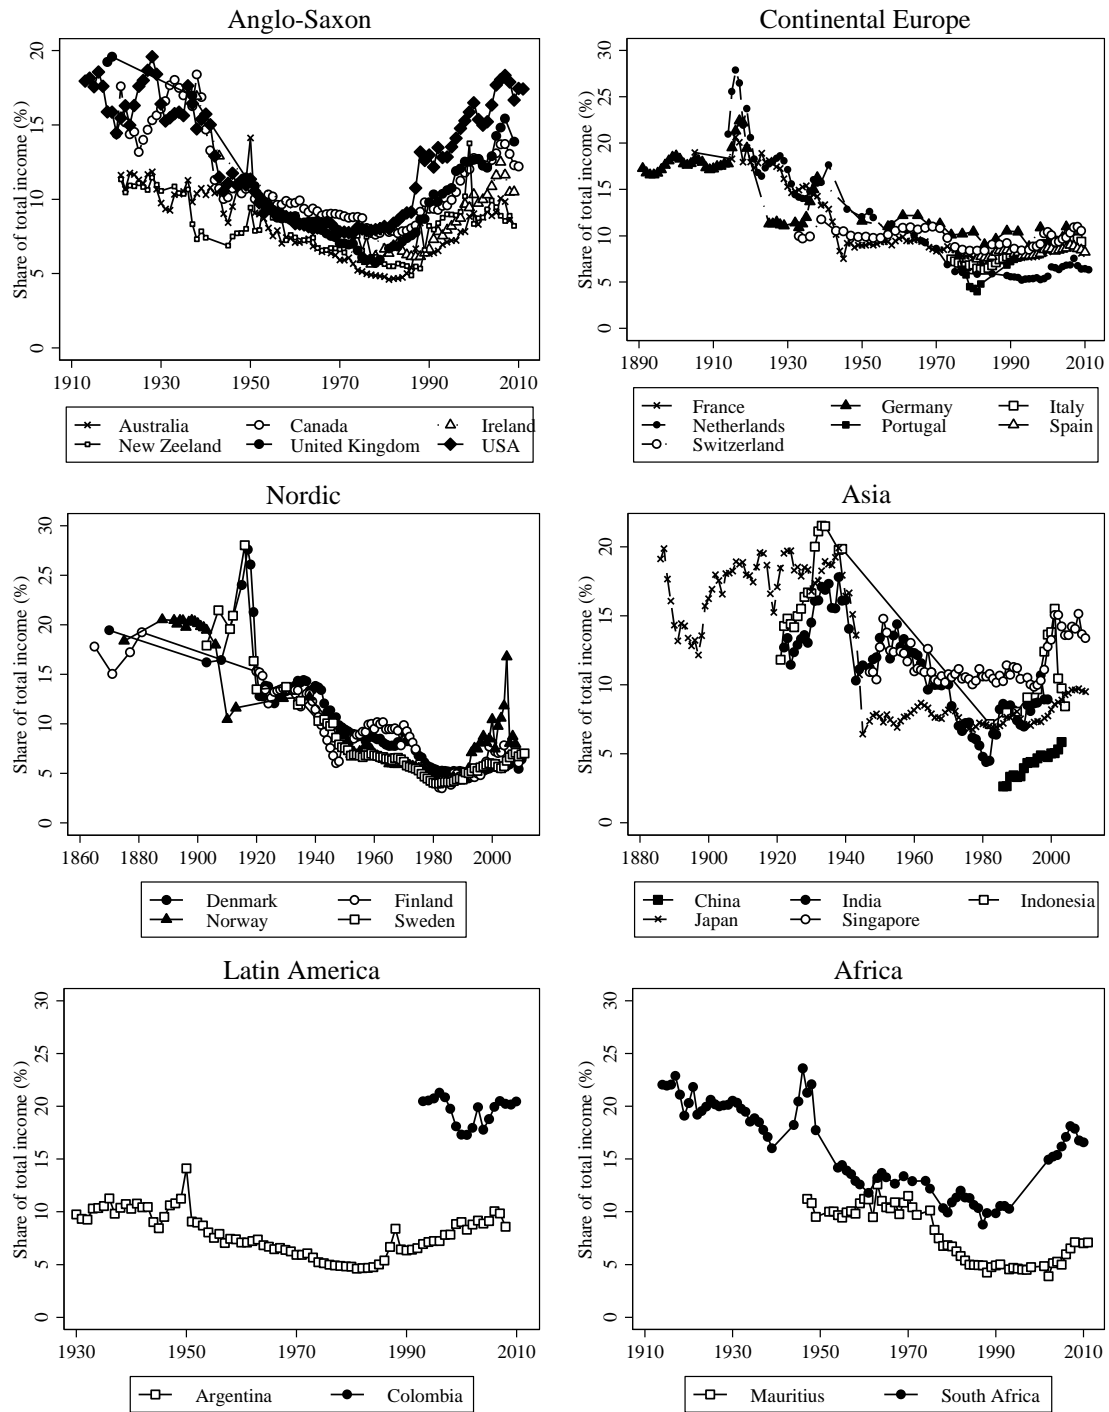 Anglo-Saxon
Share of total income (%)
0 5 10 15 20
1910 1930 1950 1970 1990 2010
Australia Canada Ireland
New Zeeland United Kingdom USA
Continental Europe
Share of total income (%)
0 5 10 15 20 25 30
1890 1910 1930 1950 1970 1990 2010
France Germany Italy
Netherlands Portugal Spain
Switzerland
Nordic
Share of total income (%)
0 5 10 15 20 25 30
1860 1880 1900 1920 1940 1960 1980 2000
Denmark Finland
Norway Sweden
Asia
Share of total income (%)
0 5 10 15 20
1880 1900 1920 1940 1960 1980 2000
China India Indonesia
Japan Singapore
Latin America
Share of total income (%)
0 5 10 15 20 25 30
1930 1950 1970 1990 2010
Argentina Colombia
Africa
Share of total income (%)
0 5 10 15 20 25 30
1910 1930 1950 1970 1990 2010
Mauritius South Africa